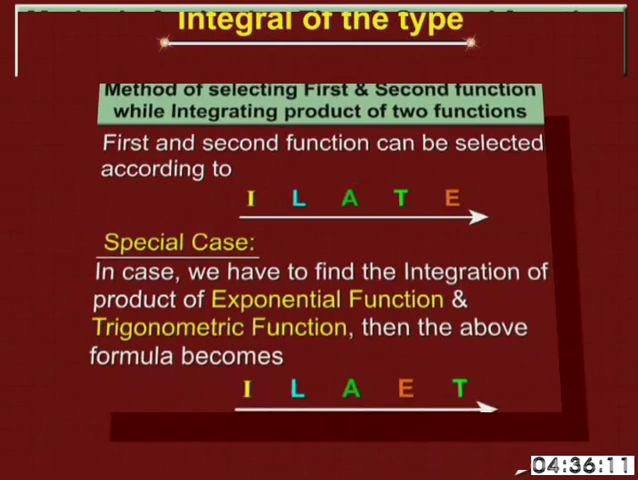 Integral of the type
Method of selecting First & Second function
while Integrating product of two functions
First and second function can be selected
according to
I L A T E
Special Case:
In case, we have to find the Integration of
product of Exponential Function &
Trigonometric Function, then the above
formula becomes
I L A E T
04:36:11